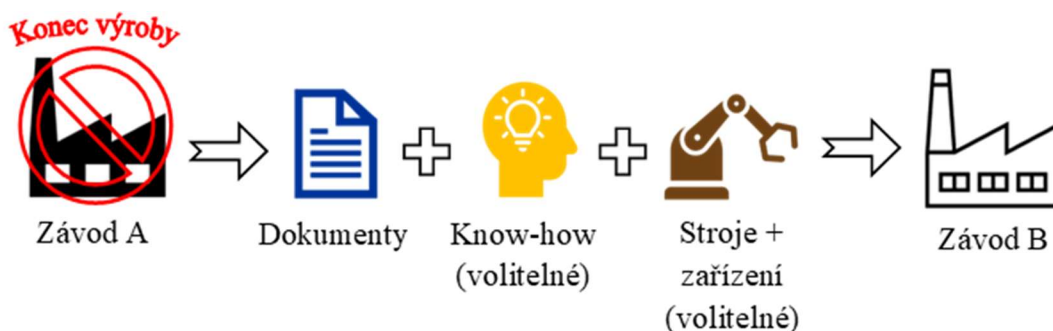 Konec výroby
Závod A
Dokumenty
Know-how
(volitelné)
Stroje +
zařízení
(volitelné)
Závod B